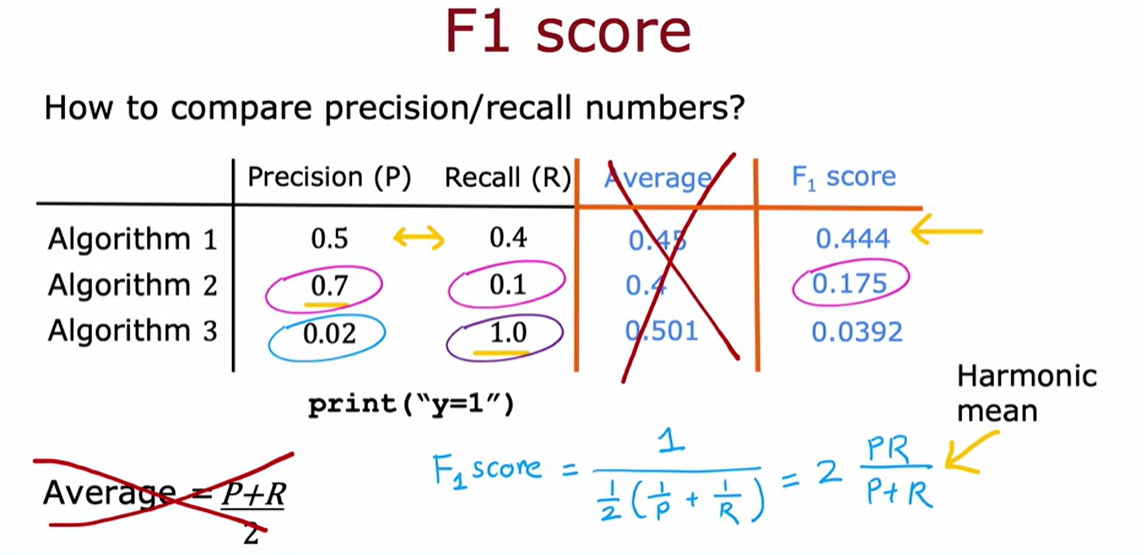 F1 score
How to compare precision/recall numbers?
Precision (P) Recall (R) Average F₁ score
Algorithm 1 0.5 0.4 0.45 0.444
Algorithm 2 0.7 0.1 0.4 0.175
Algorithm 3 0.02 1.0 0.501 0.0392
print("y=1")
Harmonic
mean
Average = P+R/2
F₁ score = 1/(1/2(1/P + 1/R)) = 2 PR/(P+R)